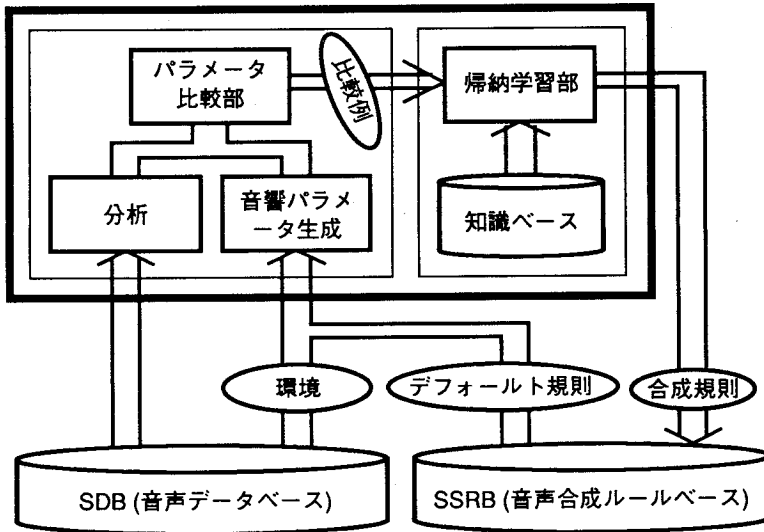 パラメータ
比較部
比較例
帰納学習部
分析
音響パラメ
ータ生成
知識ベース
環境
デフォールト規則
合成規則
SDB (音声データベース)
SSRB (音声合成ルールベース)